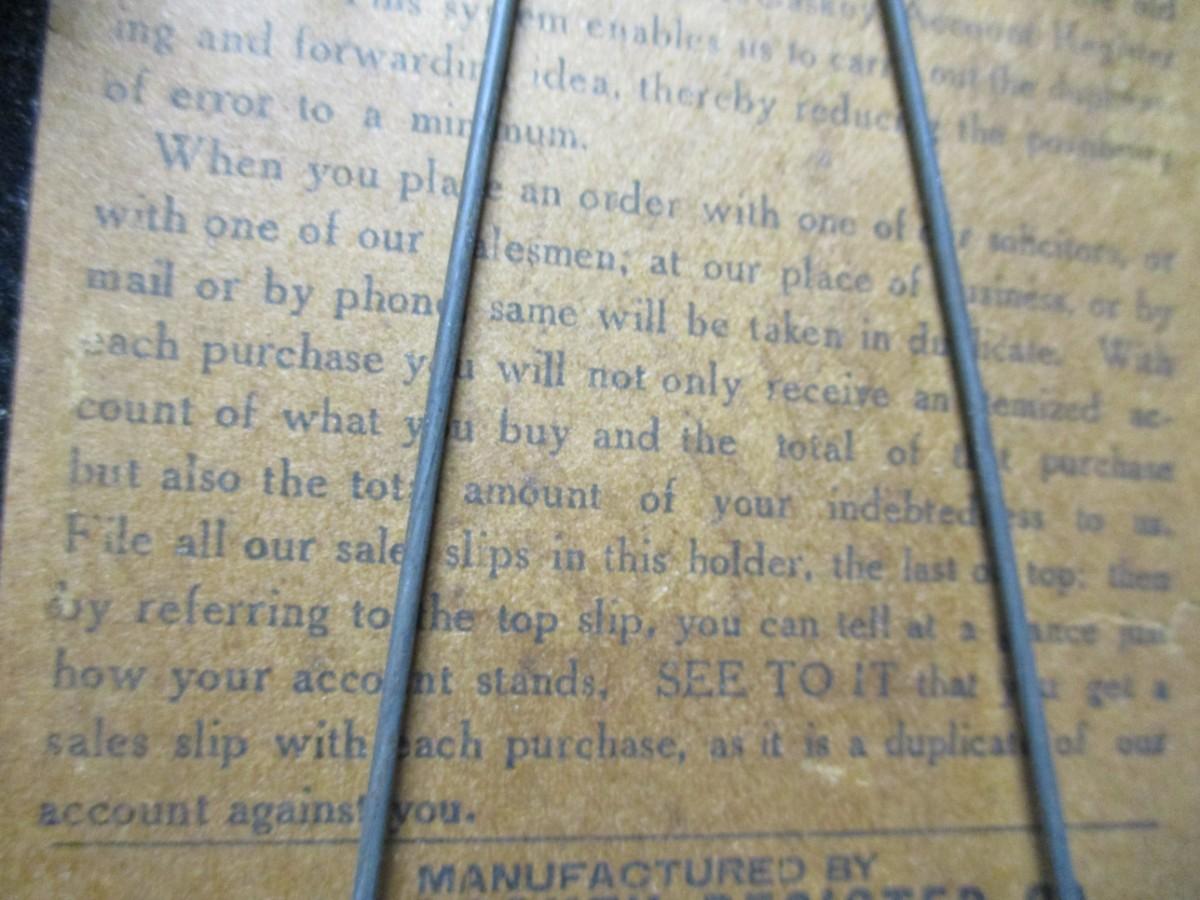 This system enables us to carry out the
ing and forwarding idea, thereby reducing the possibility
of error to a minimum.
When you place an order with one of our solicitors, or
with one of our salesmen, at our place of business, or by
mail or by phone same will be taken in duplicate. With
each purchase you will not only receive an itemized ac-
count of what you buy and the total of that purchase
but also the total amount of your indebtedness to us.
File all our sale slips in this holder, the last on top; then
by referring to the top slip, you can tell at a glance just
how your account stands. SEE TO IT that you get a
sales slip with each purchase, as it is a duplicate of our
account against you.
MANUFACTURED BY
REGISTER